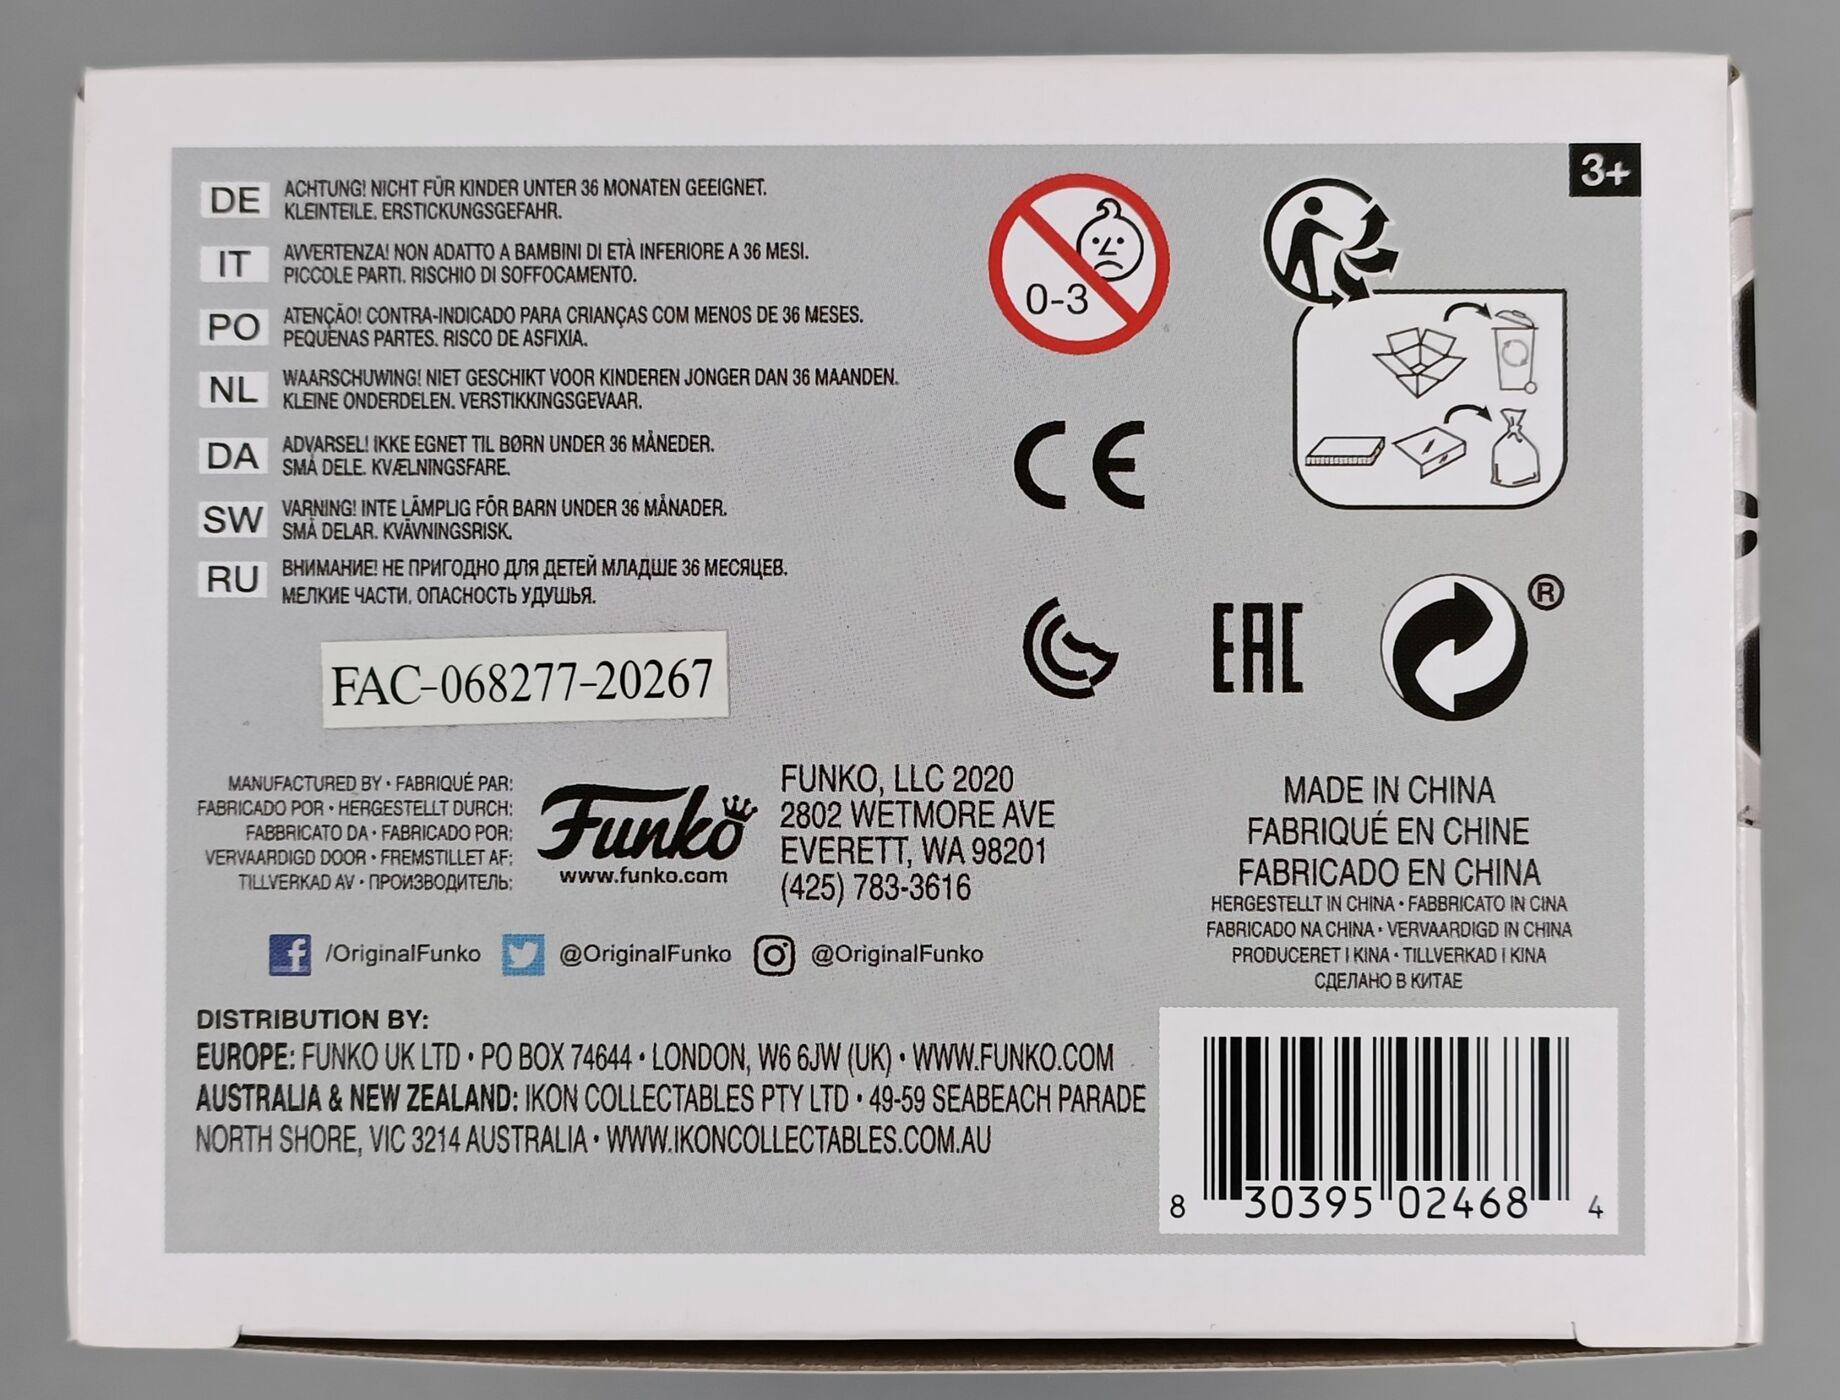 3+
DE ACHTUNG! NICHT FÜR KINDER UNTER 36 MONATEN GEEIGNET.
KLEINTEILE. ERSTICKUNGSGEFAHR.
IT AVVERTENZA! NON ADATTO A BAMBINI DI ETÀ INFERIORE A 36 MESI.
PICCOLE PARTI. RISCHIO DI SOFFOCAMENTO.
PO ATENÇÃO! CONTRA-INDICADO PARA CRIANÇAS COM MENOS DE 36 MESES.
PEQUENAS PARTES. RISCO DE ASFIXIA.
NL WAARSCHUWING! NIET GESCHIKT VOOR KINDEREN JONGER DAN 36 MAANDEN.
KLEINE ONDERDELEN. VERSTIKKINGSGEVAAR.
DA ADVARSEL! IKKE EGNET TIL BØRN UNDER 36 MÅNEDER.
SMÅ DELE. KVÆLNINGSFARE.
SW VARNING! INTE LÄMPLIG FÖR BARN UNDER 36 MÅNADER.
SMÅ DELAR. KVÄVNINGSRISK.
RU ВНИМАНИЕ! НЕ ПРИГОДНО ДЛЯ ДЕТЕЙ МЛАДШЕ 36 МЕСЯЦЕВ.
МЕЛКИЕ ЧАСТИ, ОПАСНОСТЬ УДУШЬЯ.
0-3
CE
EAC
®
FAC-068277-20267
MANUFACTURED BY • FABRIQUÉ PAR:
FABRICADO POR • HERGESTELLT DURCH:
FABBRICATO DA • FABRICADO POR:
VERVAARDIGD DOOR • FREMSTILLET AF:
TILLVERKAD AV • ПРОИЗВОДИТЕЛЬ:
Funko
www.funko.com
FUNKO, LLC 2020
2802 WETMORE AVE
EVERETT, WA 98201
(425) 783-3616
MADE IN CHINA
FABRIQUÉ EN CHINE
FABRICADO EN CHINA
HERGESTELLT IN CHINA • FABBRICATO IN CINA
FABRICADO NA CHINA • VERVAARDIGD IN CHINA
PRODUCERET I KINA • TILLVERKAD I KINA
СДЕЛАНО В КИТАЕ
/OriginalFunko @OriginalFunko @OriginalFunko
DISTRIBUTION BY:
EUROPE: FUNKO UK LTD • PO BOX 74644 • LONDON, W6 6JW (UK) • WWW.FUNKO.COM
AUSTRALIA & NEW ZEALAND: IKON COLLECTABLES PTY LTD • 49-59 SEABEACH PARADE
NORTH SHORE, VIC 3214 AUSTRALIA • WWW.IKONCOLLECTABLES.COM.AU
8 30395 02468 4